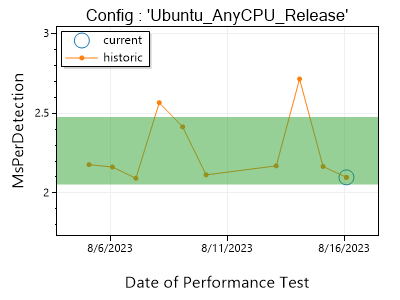 Config : 'Ubuntu_AnyCPU_Release'
3
current
historic
2.5
MsPerDetection
2
8/6/2023
8/11/2023
8/16/2023
Date of Performance Test